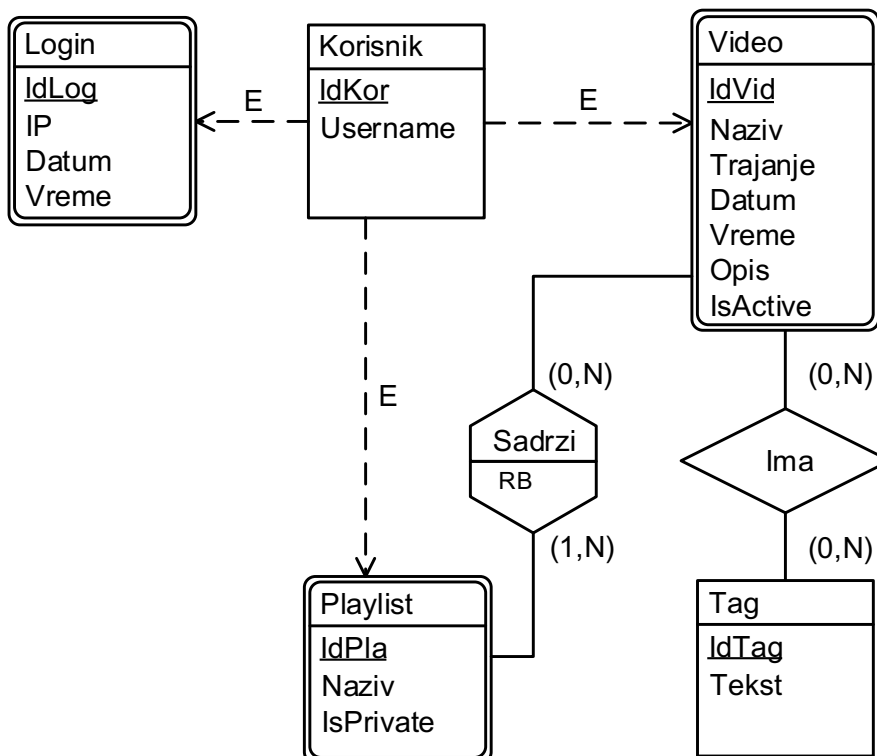 Login
IdLog
IP
Datum
Vreme
E
Korisnik
IdKor
Username
E
Video
IdVid
Naziv
Trajanje
Datum
Vreme
Opis
IsActive
E
(0,N)
Sadrzi
RB
(1,N)
(0,N)
Ima
(0,N)
Playlist
IdPla
Naziv
IsPrivate
Tag
IdTag
Tekst